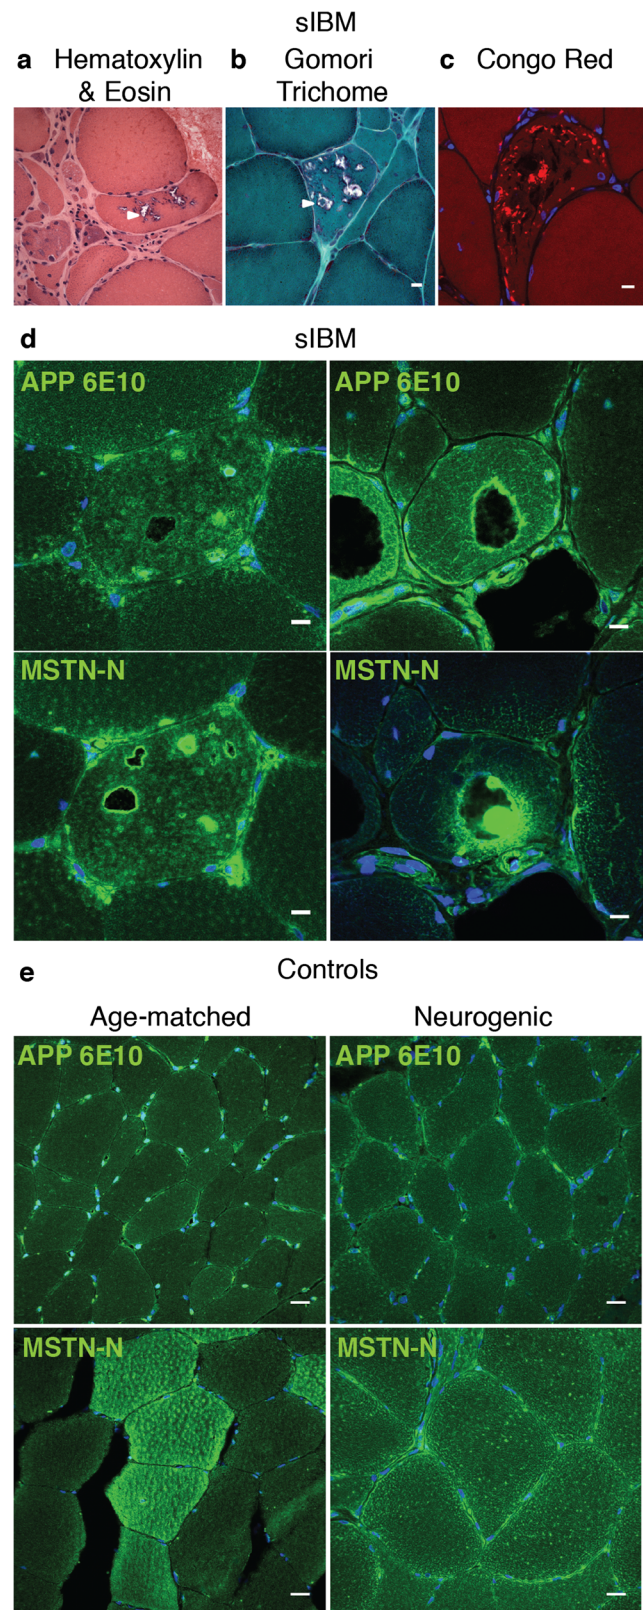 sIBM
a Hematoxylin & Eosin
b Gomori Trichome
c Congo Red
d sIBM
APP 6E10
APP 6E10
MSTN-N
MSTN-N
e Controls
Age-matched
Neurogenic
APP 6E10
APP 6E10
MSTN-N
MSTN-N